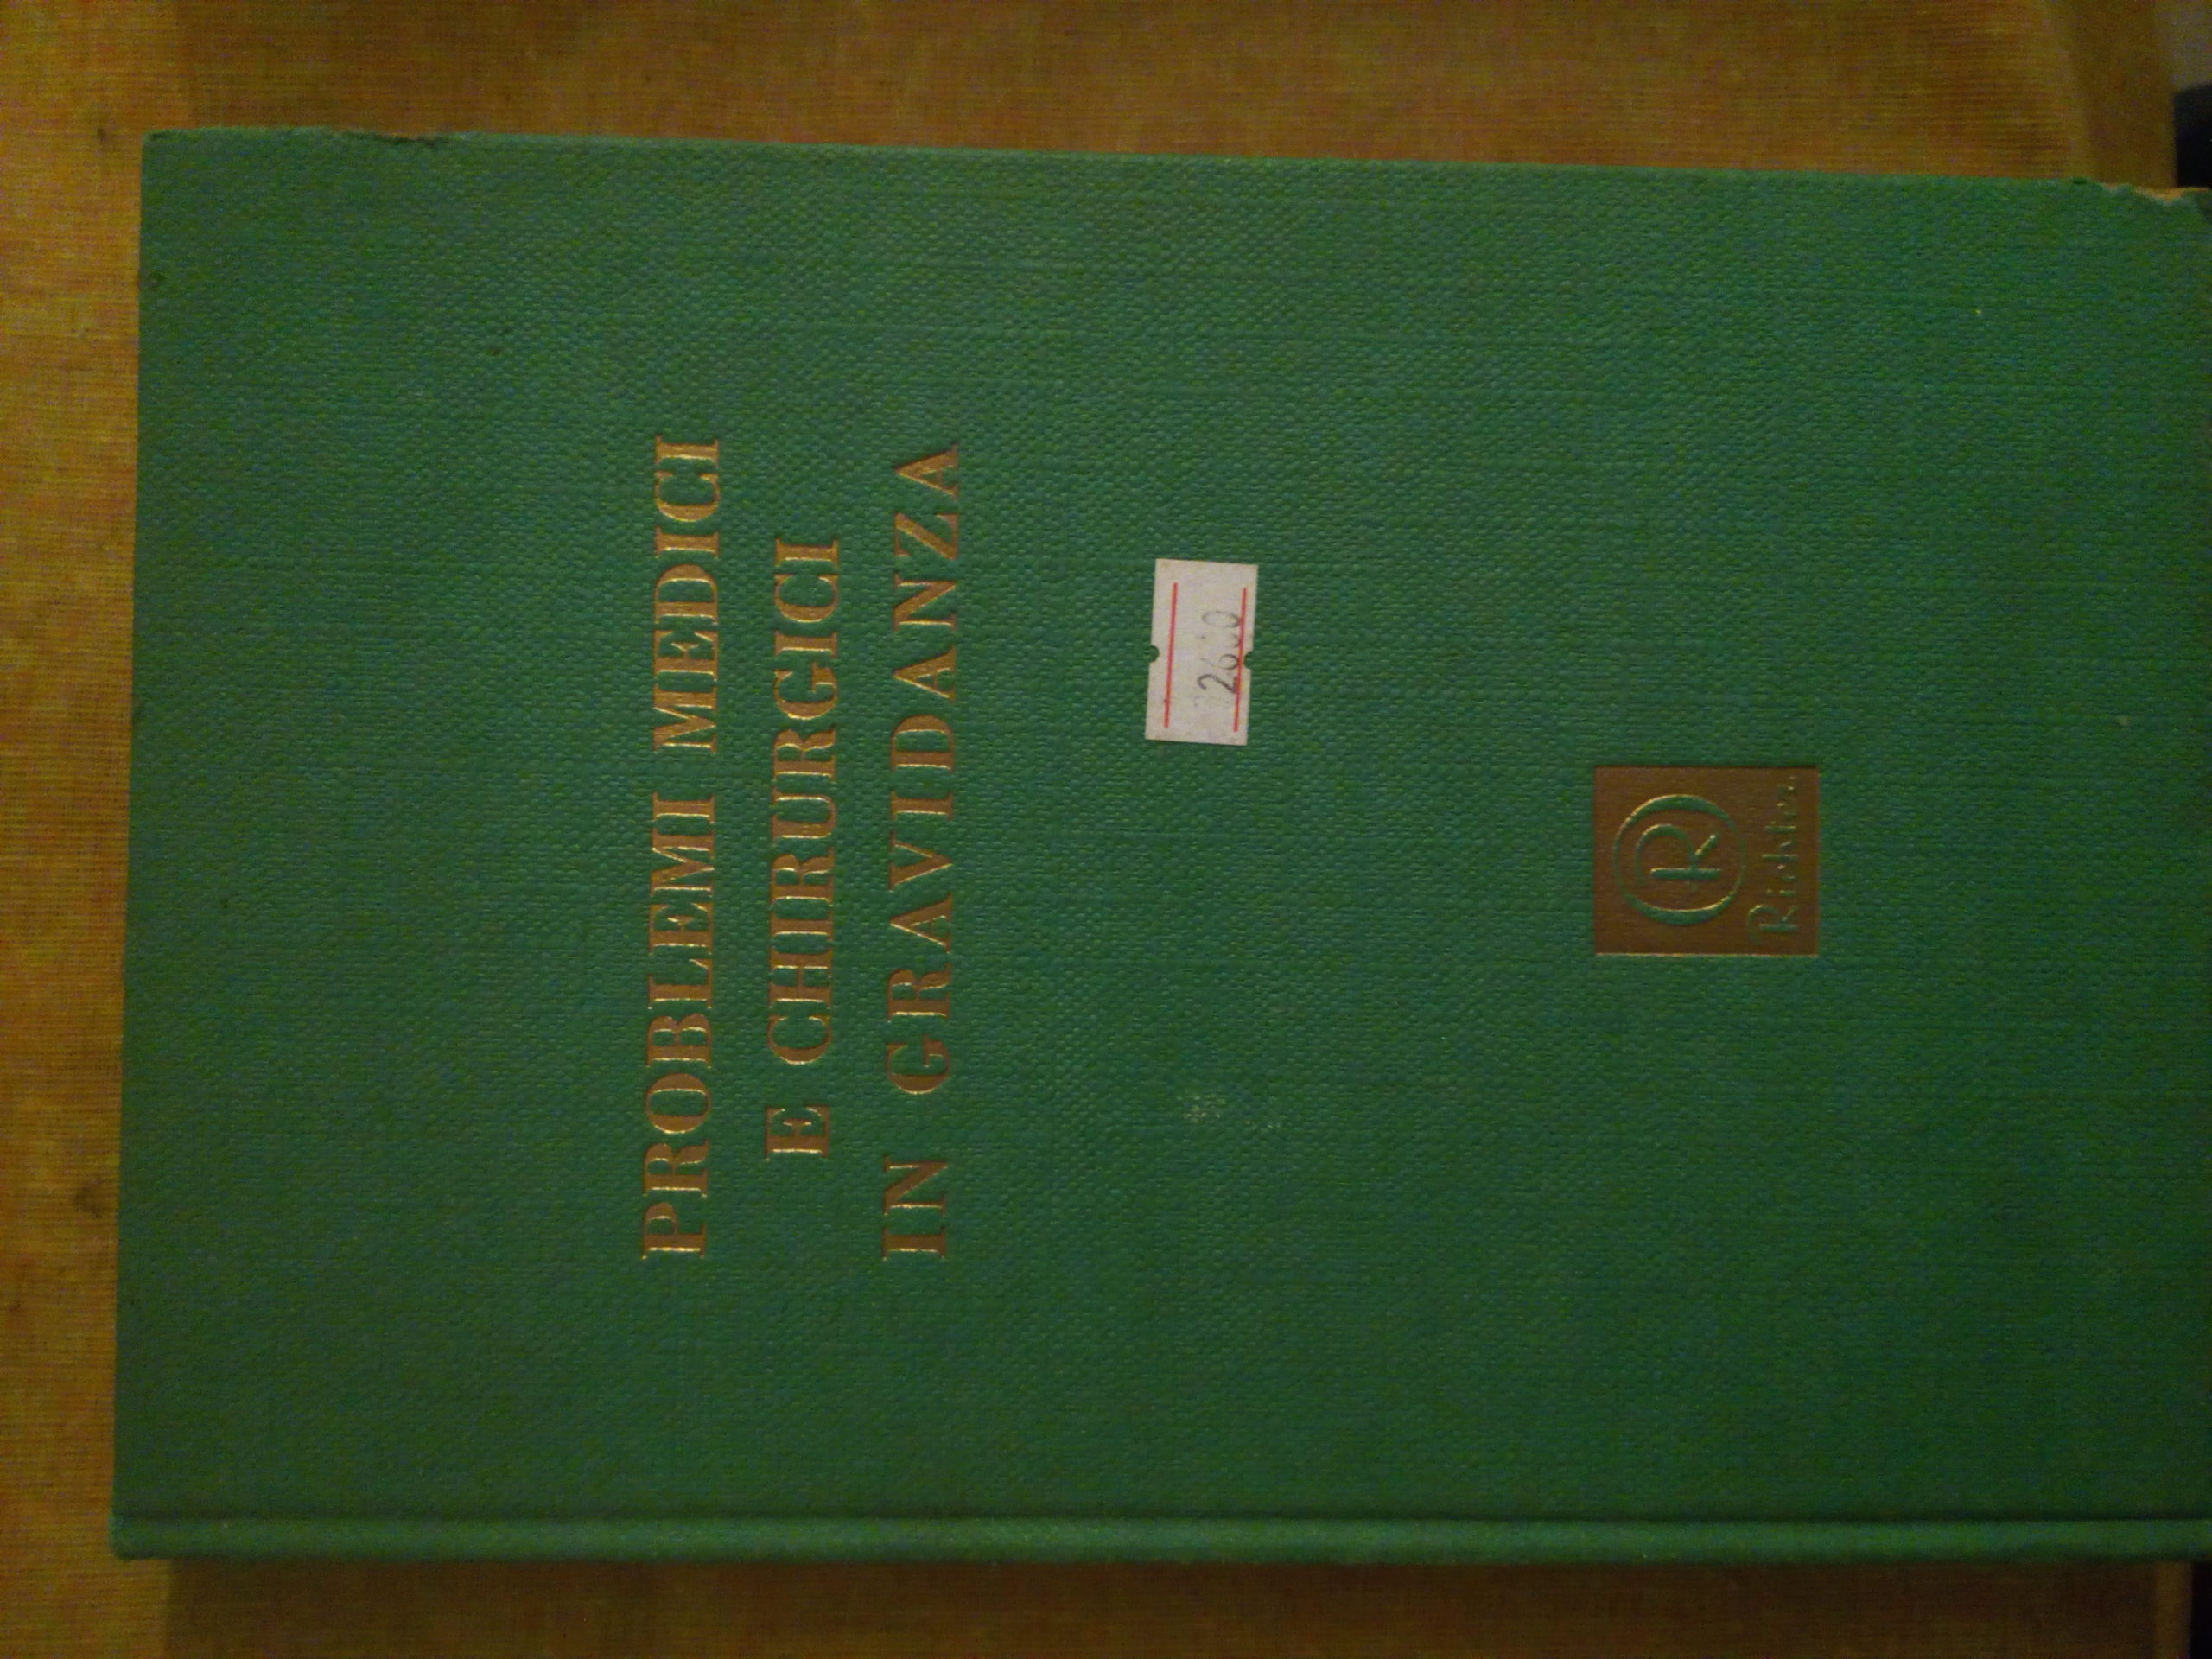 PROBLEMI MEDICI
E CHIRURGICI
IN GRAVIDANZA
R
Richter